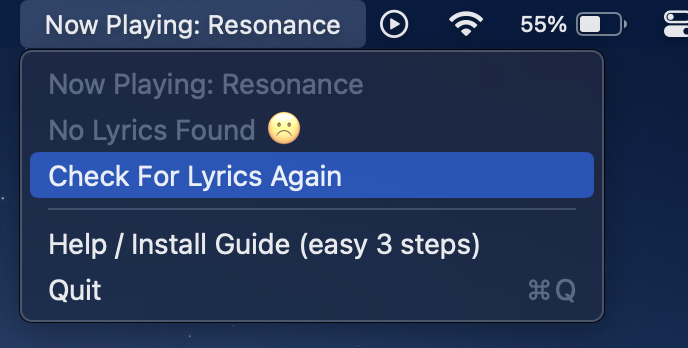 Now Playing: Resonance 55%
Now Playing: Resonance
No Lyrics Found ☹️
Check For Lyrics Again
Help / Install Guide (easy 3 steps)
Quit ⌘Q